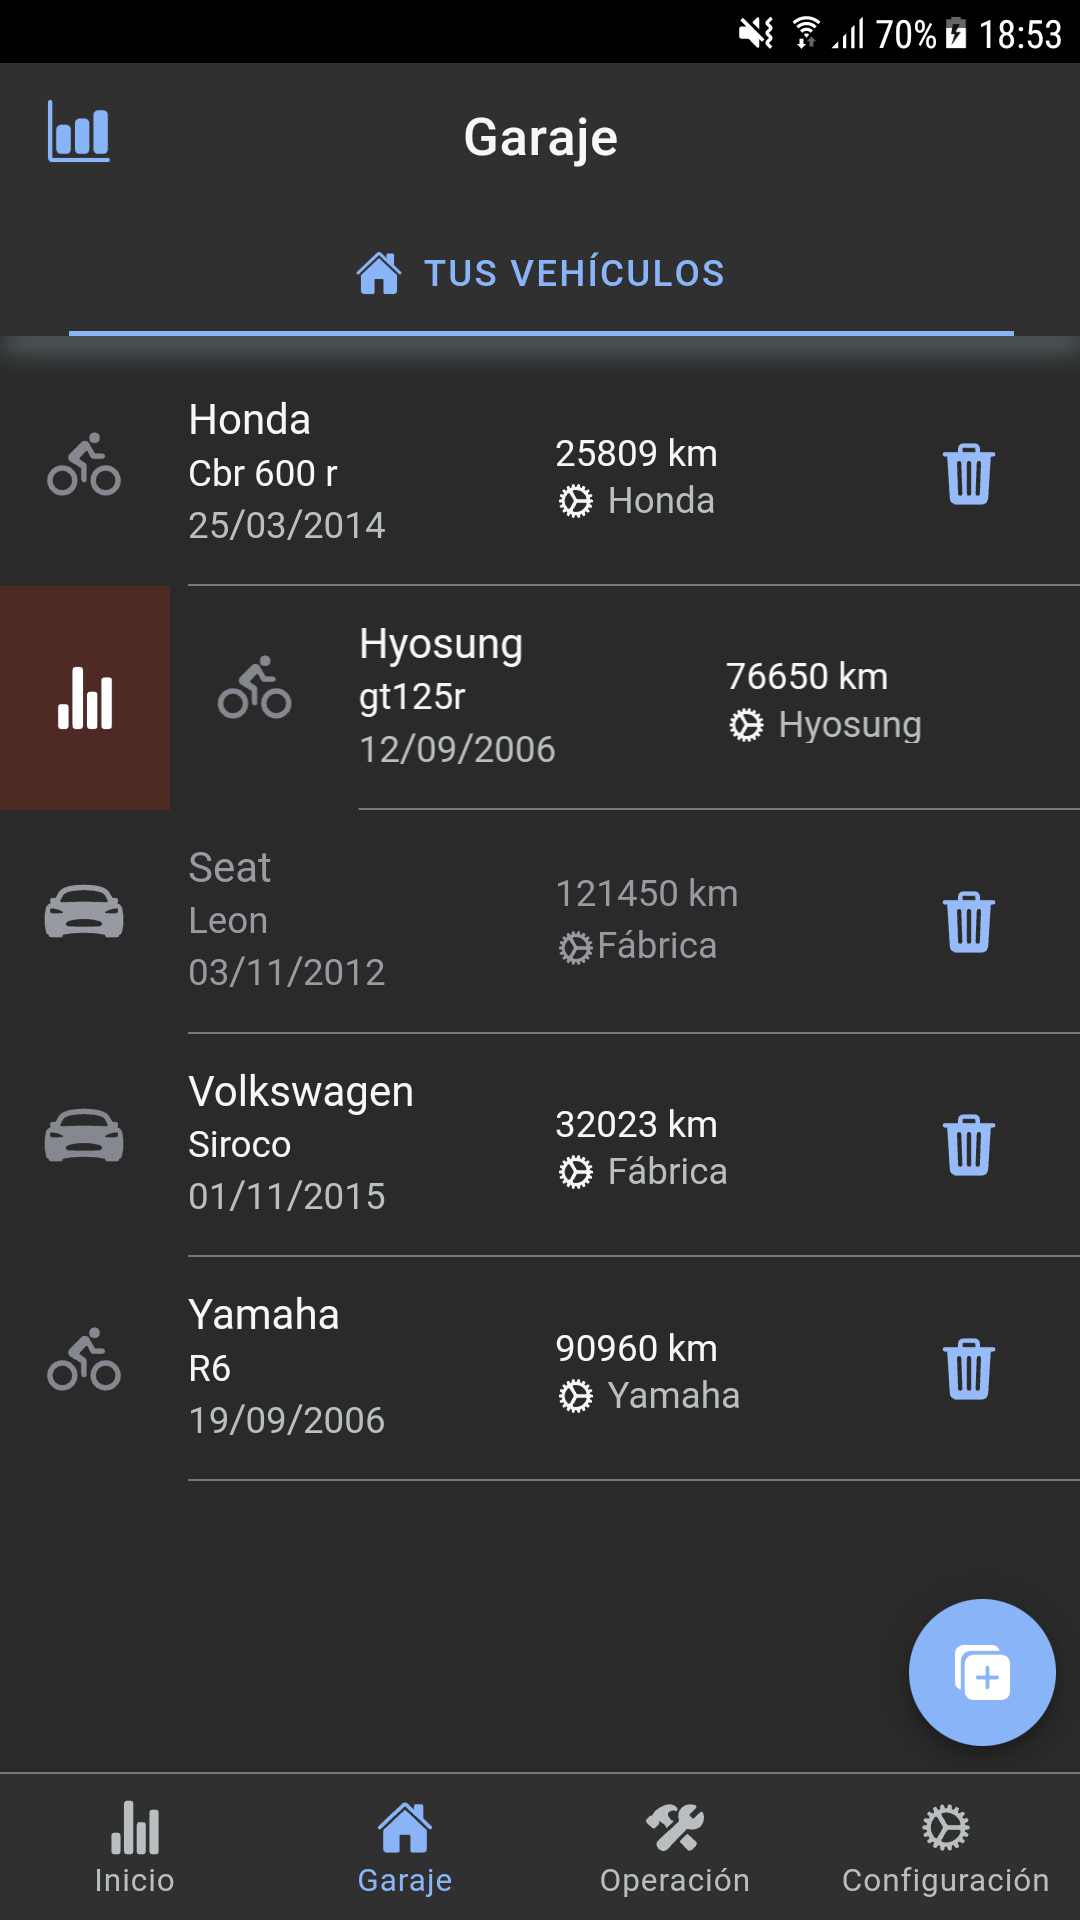 70% 18:53
Garaje
TUS VEHÍCULOS
Honda
Cbr 600 r
25/03/2014
25809 km
Honda
Hyosung
gt125r
12/09/2006
76650 km
Hyosung
Seat
Leon
03/11/2012
121450 km
Fábrica
Volkswagen
Siroco
01/11/2015
32023 km
Fábrica
Yamaha
R6
19/09/2006
90960 km
Yamaha
Inicio
Garaje
Operación
Configuración